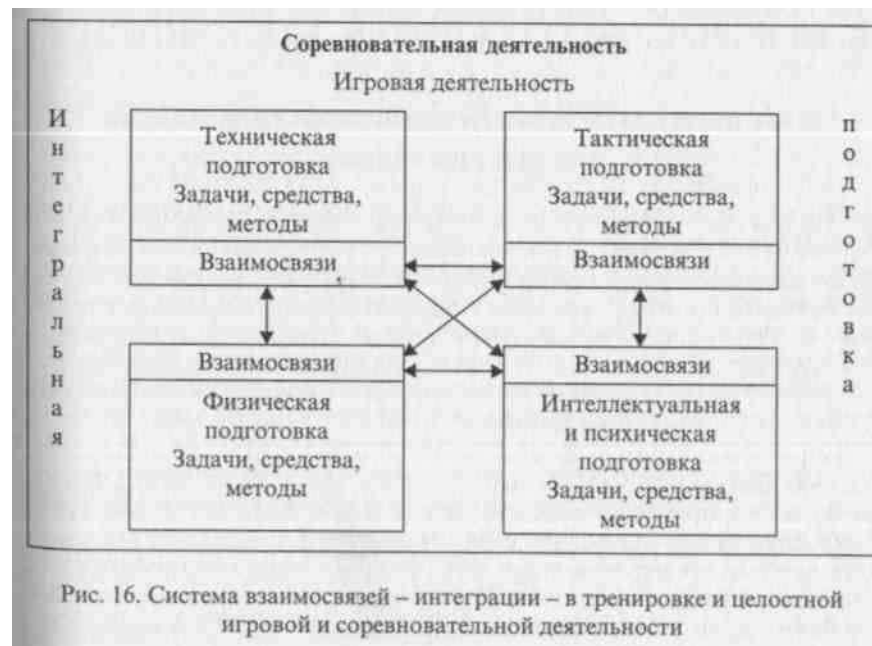 Соревновательная деятельность
Игровая деятельность
Интегральная
Техническая
подготовка
Задачи, средства,
методы
Взаимосвязи
Тактическая
подготовка
Задачи, средства,
методы
Взаимосвязи
подготовка
Взаимосвязи
Физическая
подготовка
Задачи, средства,
методы
Взаимосвязи
Интеллектуальная
и психическая
подготовка
Задачи, средства,
методы
Рис. 16. Система взаимосвязей – интеграции – в тренировке и целостной
игровой и соревновательной деятельности